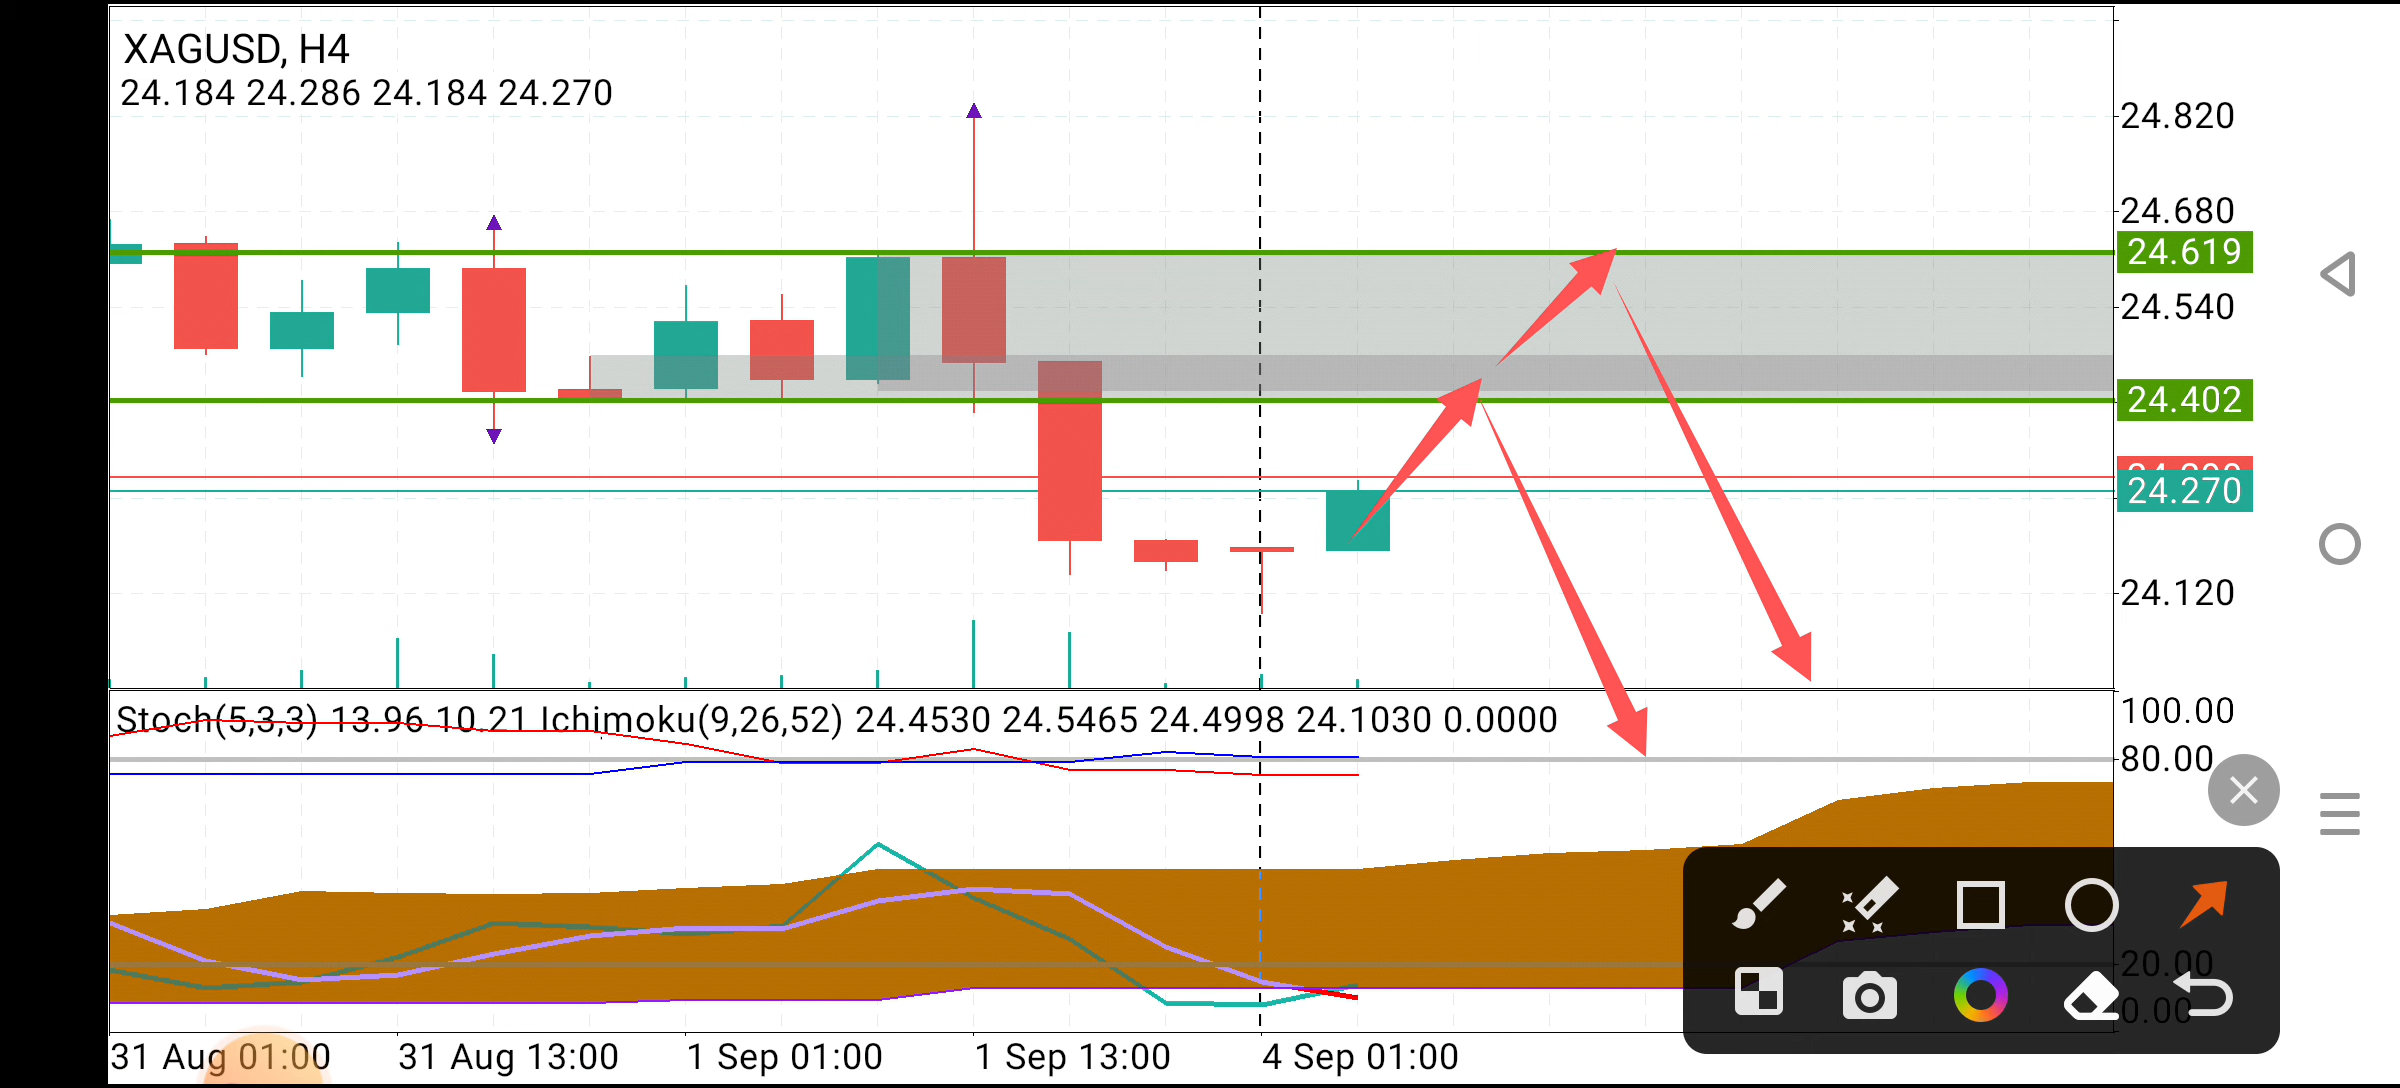 XAGUSD, H4
24.184 24.286 24.184 24.270
24.820
24.680
24.619
24.540
24.402
24.270
24.120
Stoch(5,3,3) 13.96 10.21 Ichimoku(9,26,52) 24.4530 24.5465 24.4998 24.1030 0.0000
100.00
80.00
20.00
0.00
31 Aug 01:00
31 Aug 13:00
1 Sep 01:00
1 Sep 13:00
4 Sep 01:00